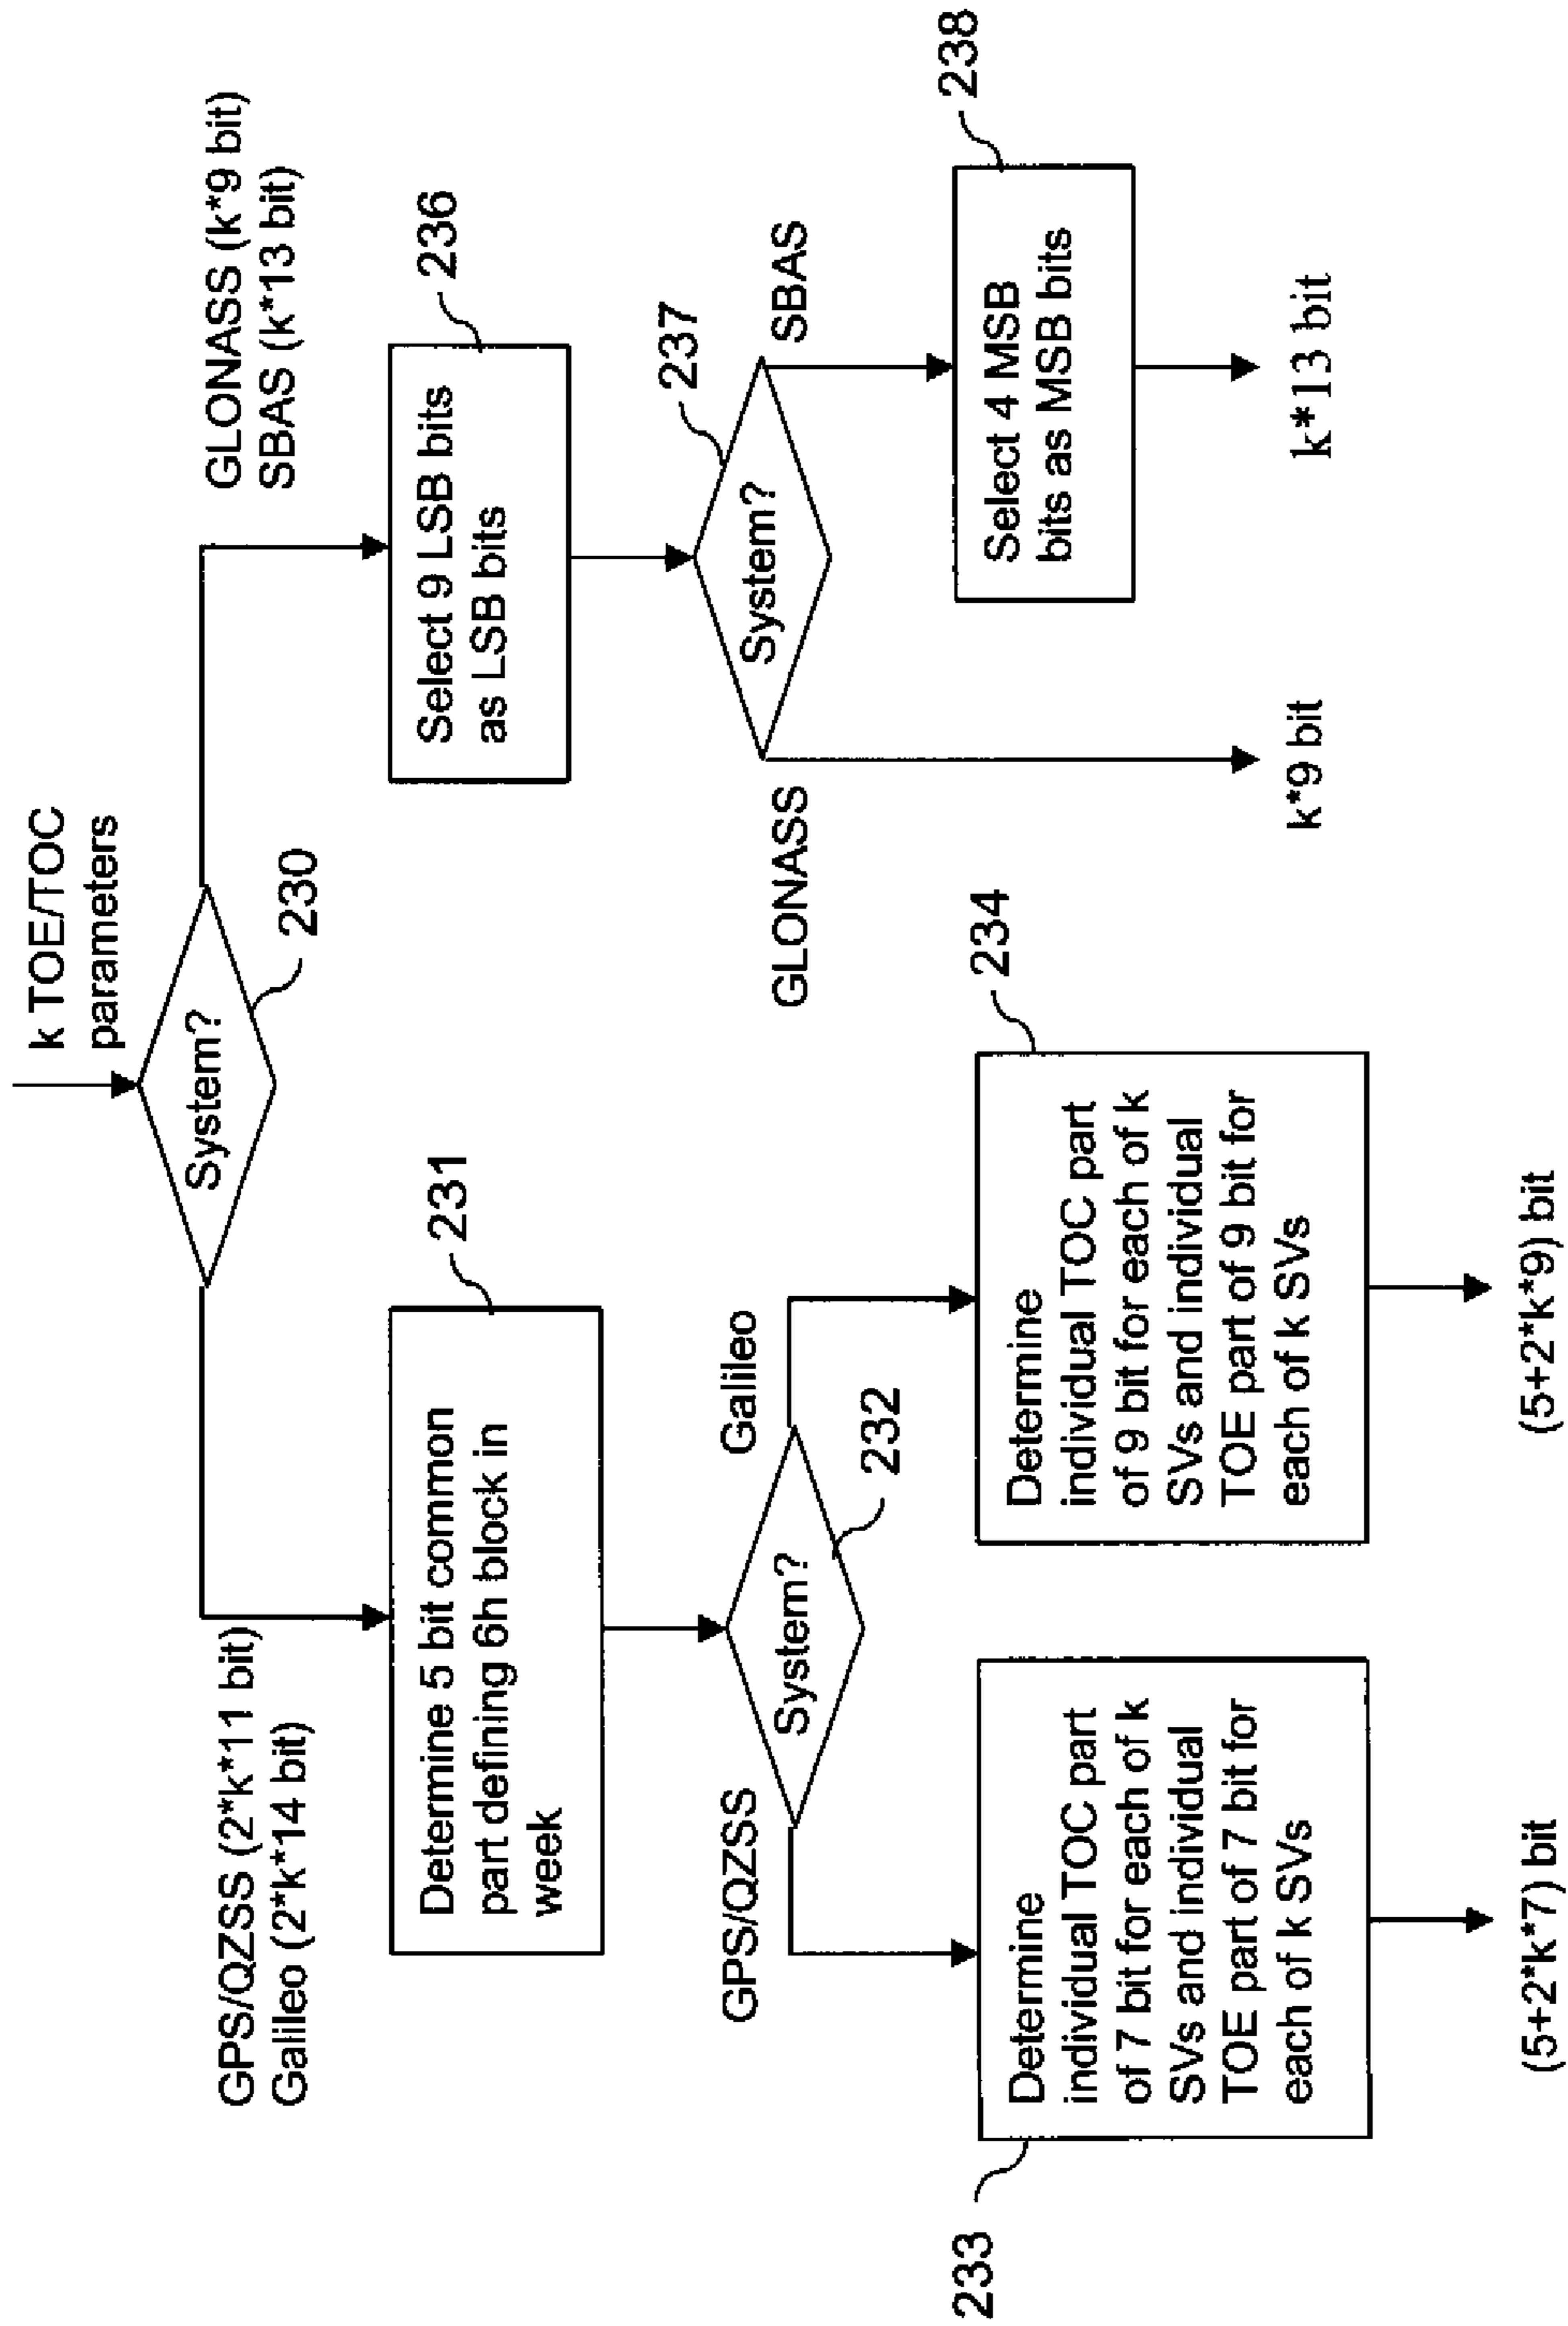 k TOE/TOC
parameters
System?
230
GPS/QZSS (2*k*11 bit)
Galileo (2*k*14 bit)
GLONASS (k*9 bit)
SBAS (k*13 bit)
Determine 5 bit common
part defining 6h block in
week
231
Select 9 LSB bits
as LSB bits
236
GPS/QZSS
System?
232
Galileo
GLONASS
System?
237
SBAS
233
Determine
individual TOC part
of 7 bit for each of k
SVs and individual
TOE part of 7 bit for
each of k SVs
Determine
individual TOC part
of 9 bit for each of k
SVs and individual
TOE part of 9 bit for
each of k SVs
234
Select 4 MSB
bits as MSB bits
238
(5+2*k*7) bit
(5+2*k*9) bit
k*9 bit
k*13 bit